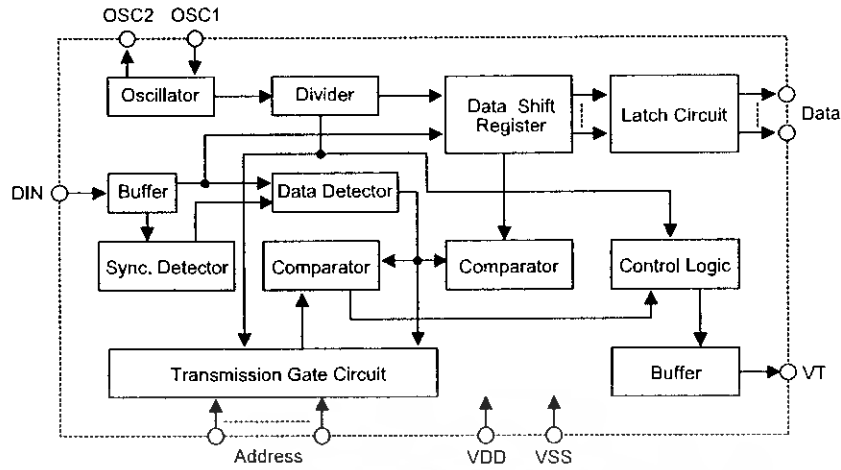 OSC2 OSC1
Oscillator
Divider
Data Shift
Register
Latch Circuit
Data
DIN
Buffer
Data Detector
Sync. Detector
Comparator
Comparator
Control Logic
Transmission Gate Circuit
Buffer
VT
Address
VDD
VSS